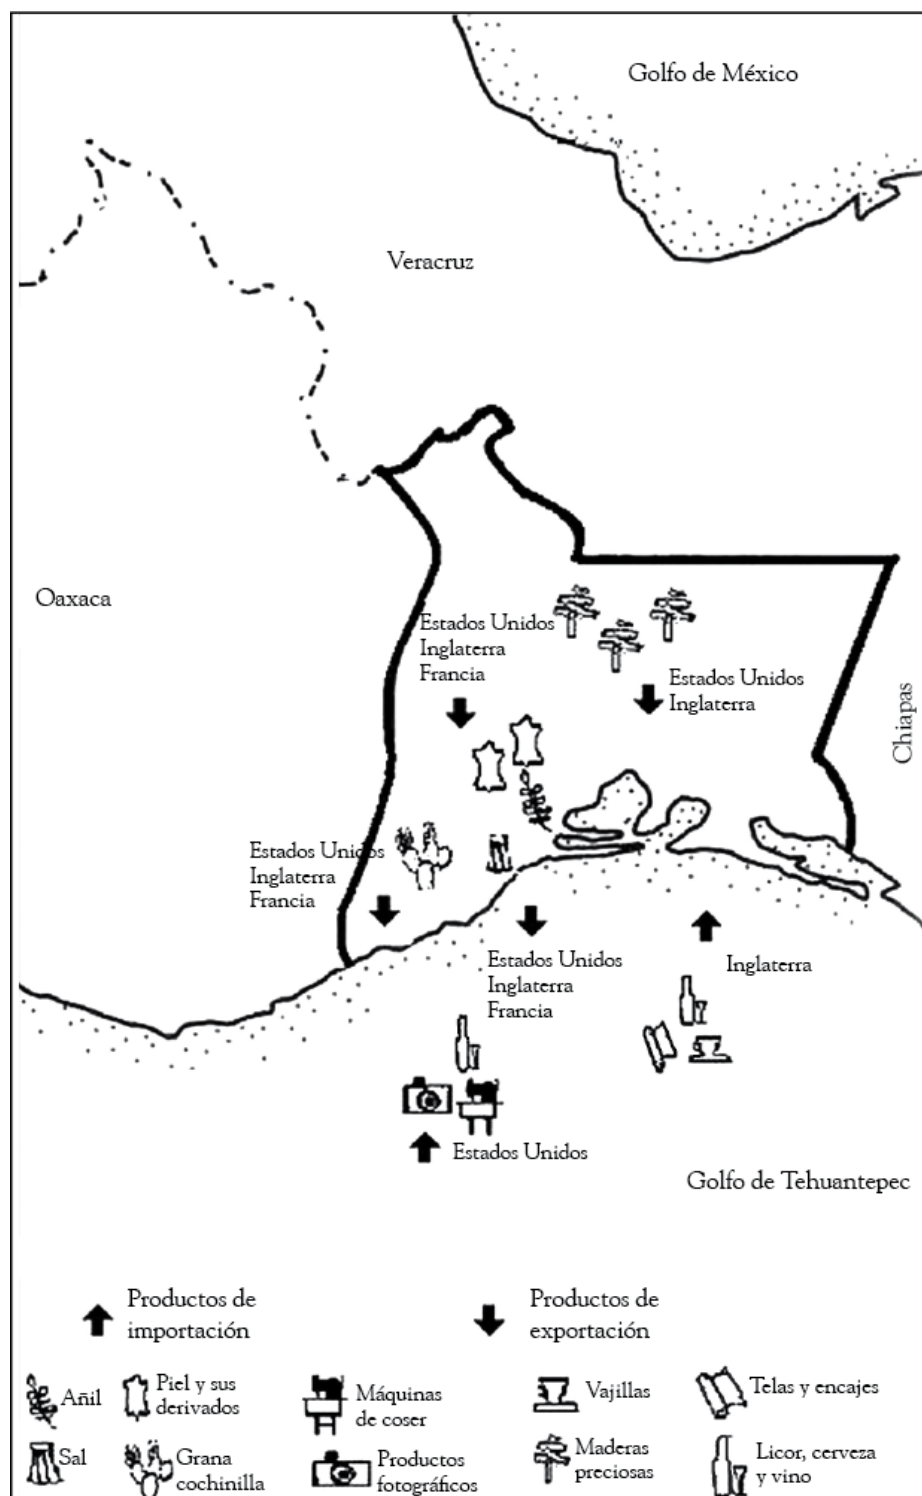 Golfo de México
Veracruz
Oaxaca
Estados Unidos
Inglaterra
Francia
Estados Unidos
Inglaterra
Chiapas
Estados Unidos
Inglaterra
Francia
Estados Unidos
Inglaterra
Francia
Inglaterra
Estados Unidos
Golfo de Tehuantepec
Productos de
importación
Productos de
exportación
Añil
Piel y sus
derivados
Máquinas
de coser
Vajillas
Telas y encajes
Sal
Grana
cochinilla
Productos
fotográficos
Maderas
preciosas
Licor, cerveza
y vino